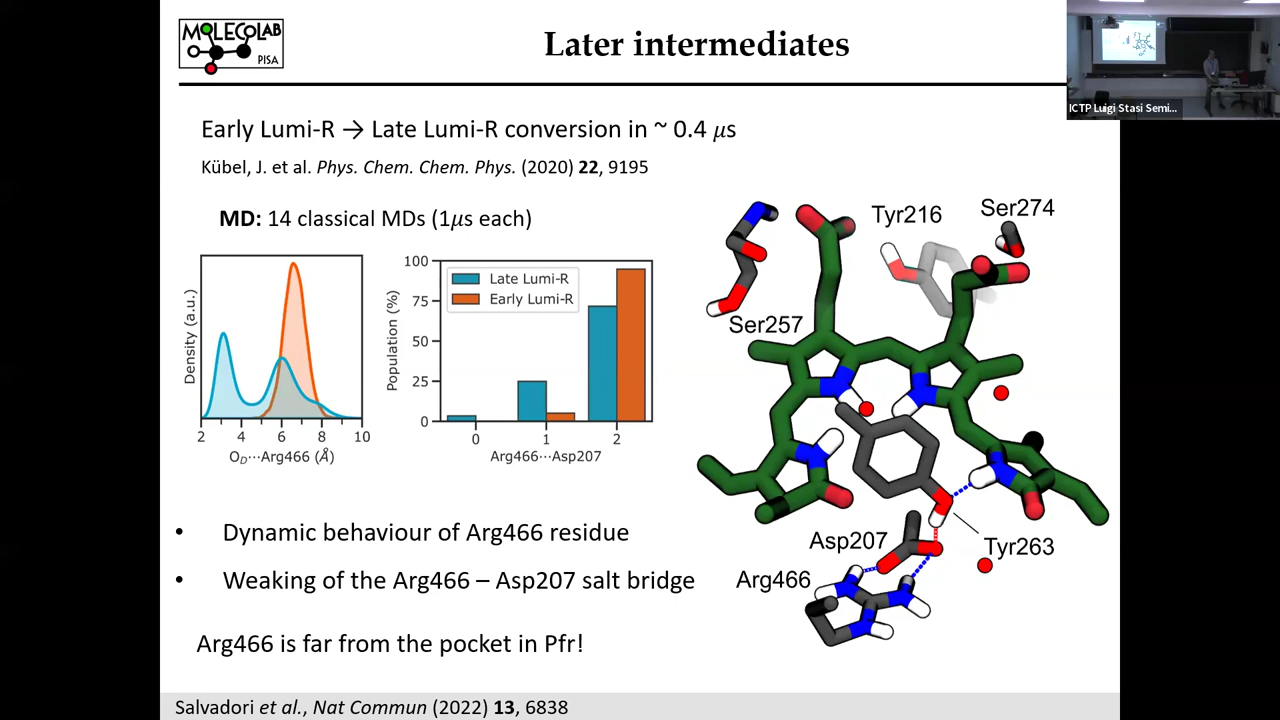 MOLECOLAB
PISA
Later intermediates
ICTP Luigi Stasi Semi...
Early Lumi-R → Late Lumi-R conversion in ~ 0.4 μs
Kübel, J. et al. Phys. Chem. Chem. Phys. (2020) 22, 9195
MD: 14 classical MDs (1μs each)
Density (a.u.)
2 4 6 8 10
O_D···Arg466 (Å)
Population (%)
100
75
50
25
0
Late Lumi-R
Early Lumi-R
0 1 2
Arg466···Asp207
Tyr216
Ser274
Ser257
Asp207
Tyr263
Arg466
• Dynamic behaviour of Arg466 residue
• Weaking of the Arg466 – Asp207 salt bridge
Arg466 is far from the pocket in Pfr!
Salvadori et al., Nat Commun (2022) 13, 6838